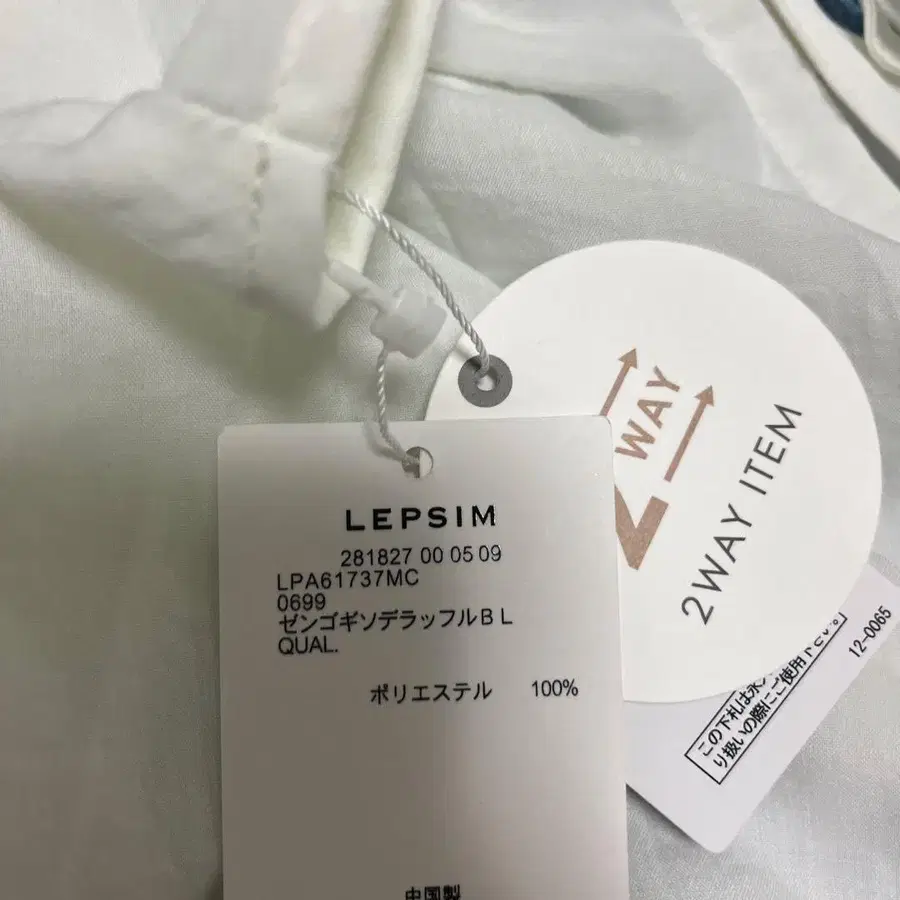 LEPSIM
281827 00 05 09
LPA61737MC
0699
ゼンゴギソデラッフルBL
QUAL.
ポリエステル 100%
中国製
2
WAY
2WAY ITEM
12-0065
この下札は永
り扱いの際にご使用下さい。